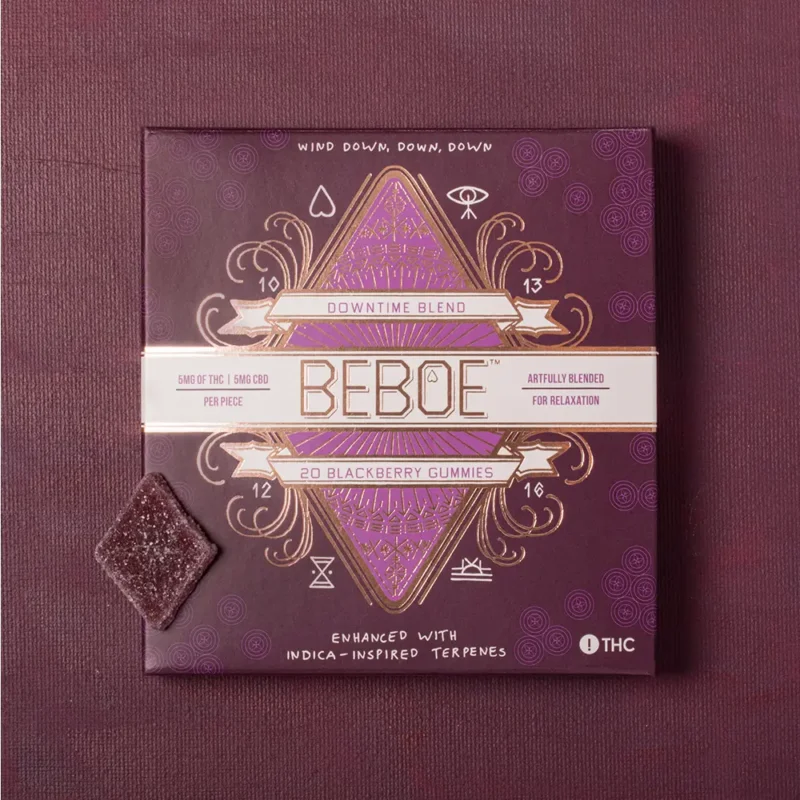 WIND DOWN, DOWN, DOWN
10
13
DOWNTIME BLEND
5MG OF THC | 5MG CBD
PER PIECE
BEBOE™
ARTFULLY BLENDED
FOR RELAXATION
20 BLACKBERRY GUMMIES
12
16
ENHANCED WITH
INDICA-INSPIRED TERPENES
! THC